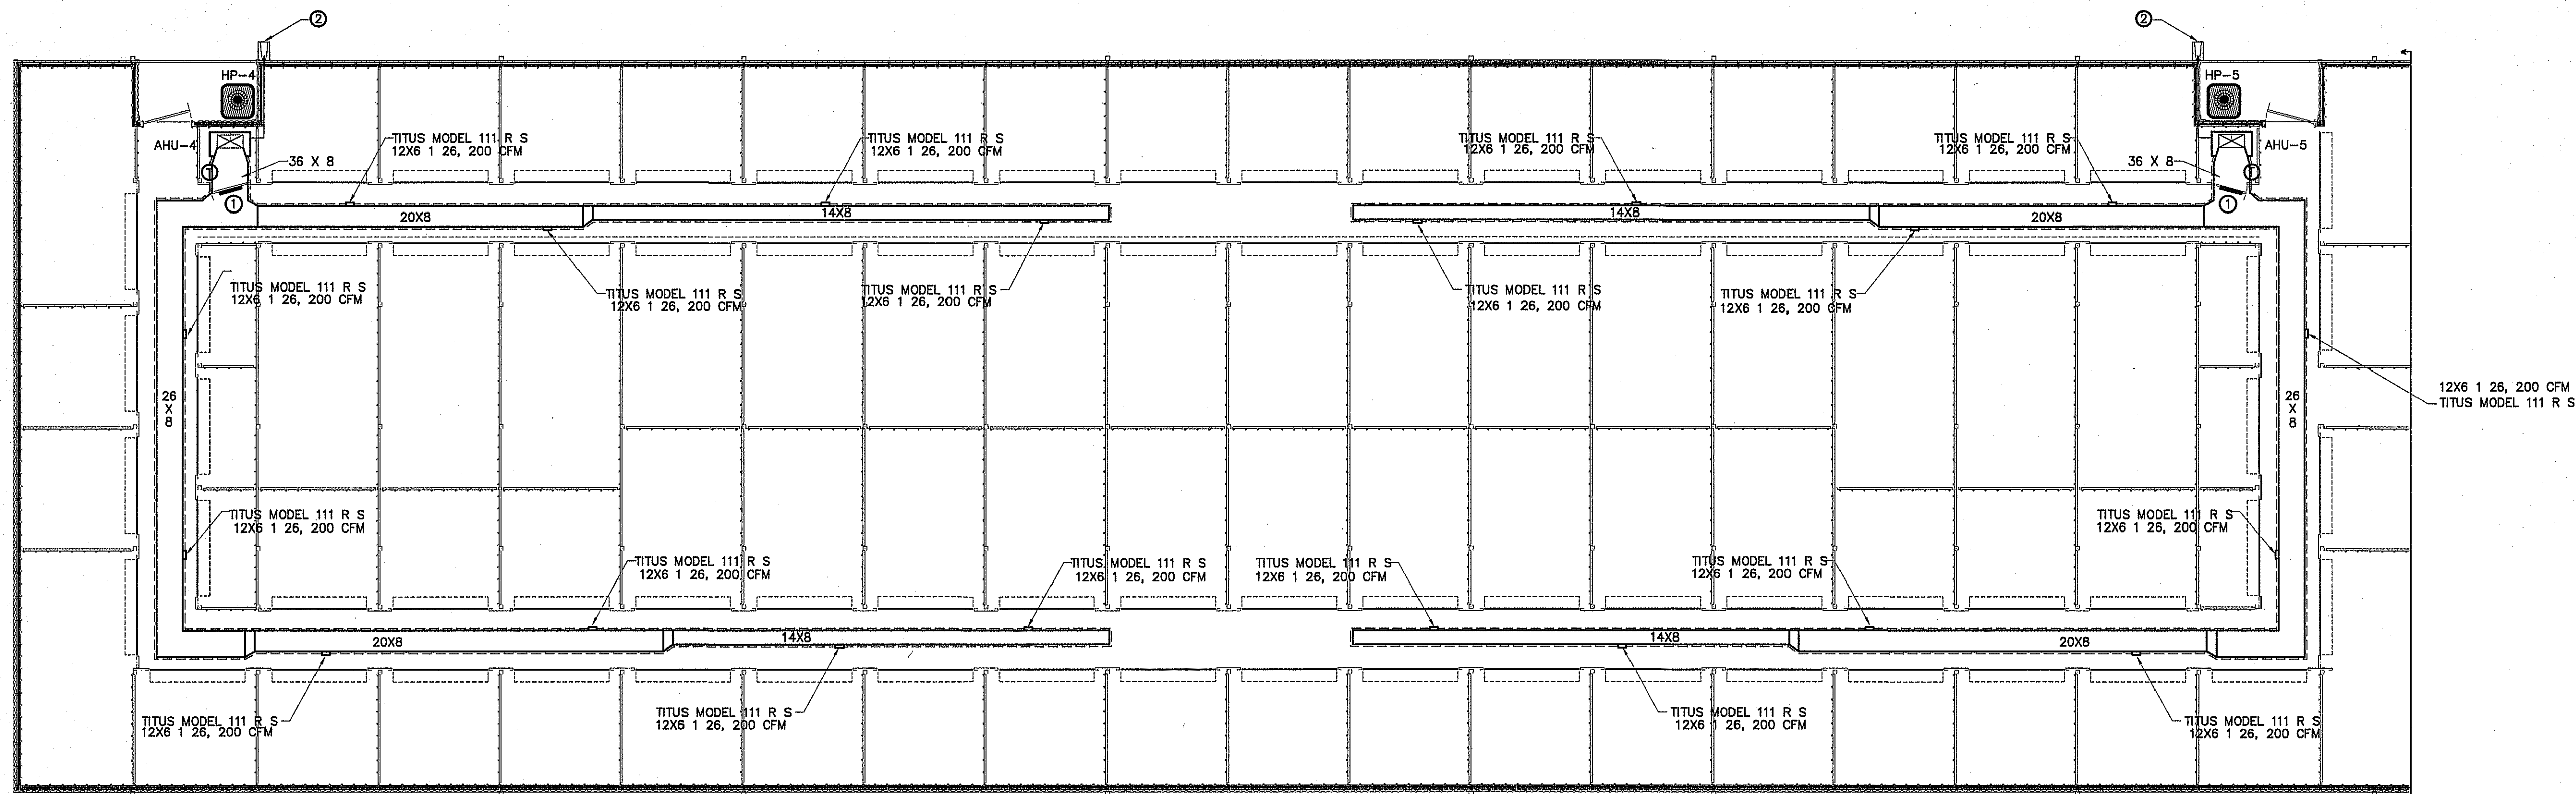 ②
②
HP-4
HP-5
AHU-4
AHU-5
TITUS MODEL 111 R S
12X6 1 26, 200 CFM
TITUS MODEL 111 R S
12X6 1 26, 200 CFM
TITUS MODEL 111 R S
12X6 1 26, 200 CFM
TITUS MODEL 111 R S
12X6 1 26, 200 CFM
36 X 8
36 X 8
①
①
①
①
20X8
14X8
14X8
20X8
TITUS MODEL 111 R S
12X6 1 26, 200 CFM
TITUS MODEL 111 R S
12X6 1 26, 200 CFM
TITUS MODEL 111 R S
12X6 1 26, 200 CFM
TITUS MODEL 111 R S
12X6 1 26, 200 CFM
TITUS MODEL 111 R S
12X6 1 26, 200 CFM
26
X
8
26
X
8
12X6 1 26, 200 CFM
TITUS MODEL 111 R S
TITUS MODEL 111 R S
12X6 1 26, 200 CFM
TITUS MODEL 111 R S
12X6 1 26, 200 CFM
TITUS MODEL 111 R S
12X6 1 26, 200 CFM
TITUS MODEL 111 R S
12X6 1 26, 200 CFM
TITUS MODEL 111 R S
12X6 1 26, 200 CFM
TITUS MODEL 111 R S
12X6 1 26, 200 CFM
20X8
14X8
14X8
20X8
TITUS MODEL 111 R S
12X6 1 26, 200 CFM
TITUS MODEL 111 R S
12X6 1 26, 200 CFM
TITUS MODEL 111 R S
12X6 1 26, 200 CFM
TITUS MODEL 111 R S
12X6 1 26, 200 CFM